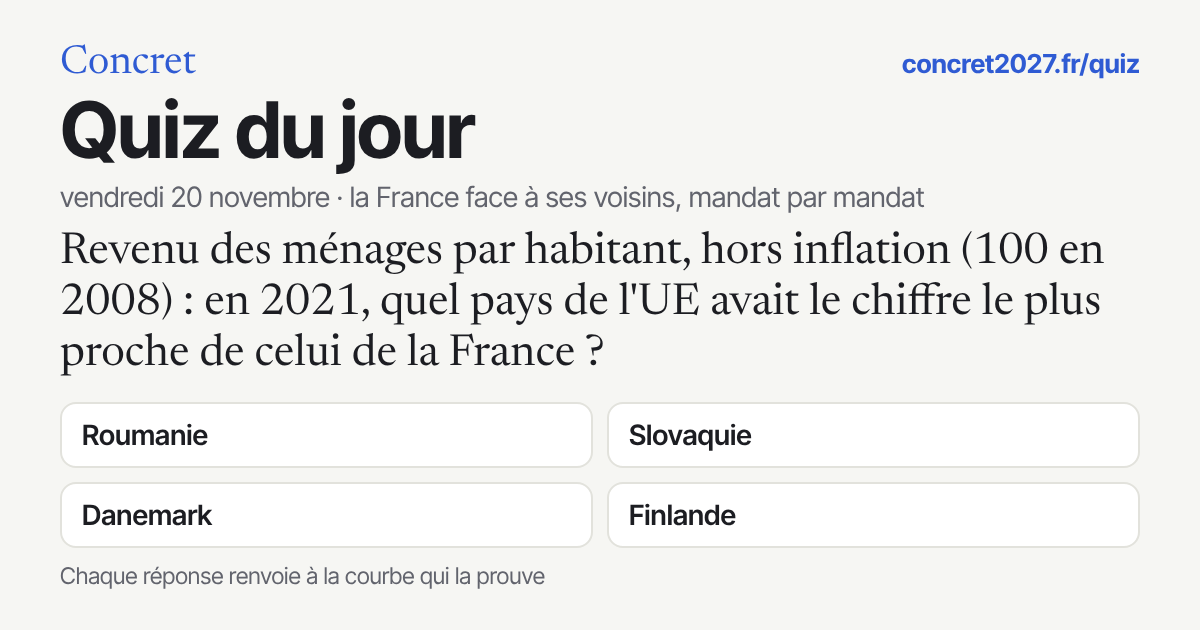 Concret
concret2027.fr/quiz
Quiz du jour
vendredi 20 novembre · la France face à ses voisins, mandat par mandat
Revenu des ménages par habitant, hors inflation (100 en
2008) : en 2021, quel pays de l'UE avait le chiffre le plus
proche de celui de la France ?
Roumanie
Slovaquie
Danemark
Finlande
Chaque réponse renvoie à la courbe qui la prouve